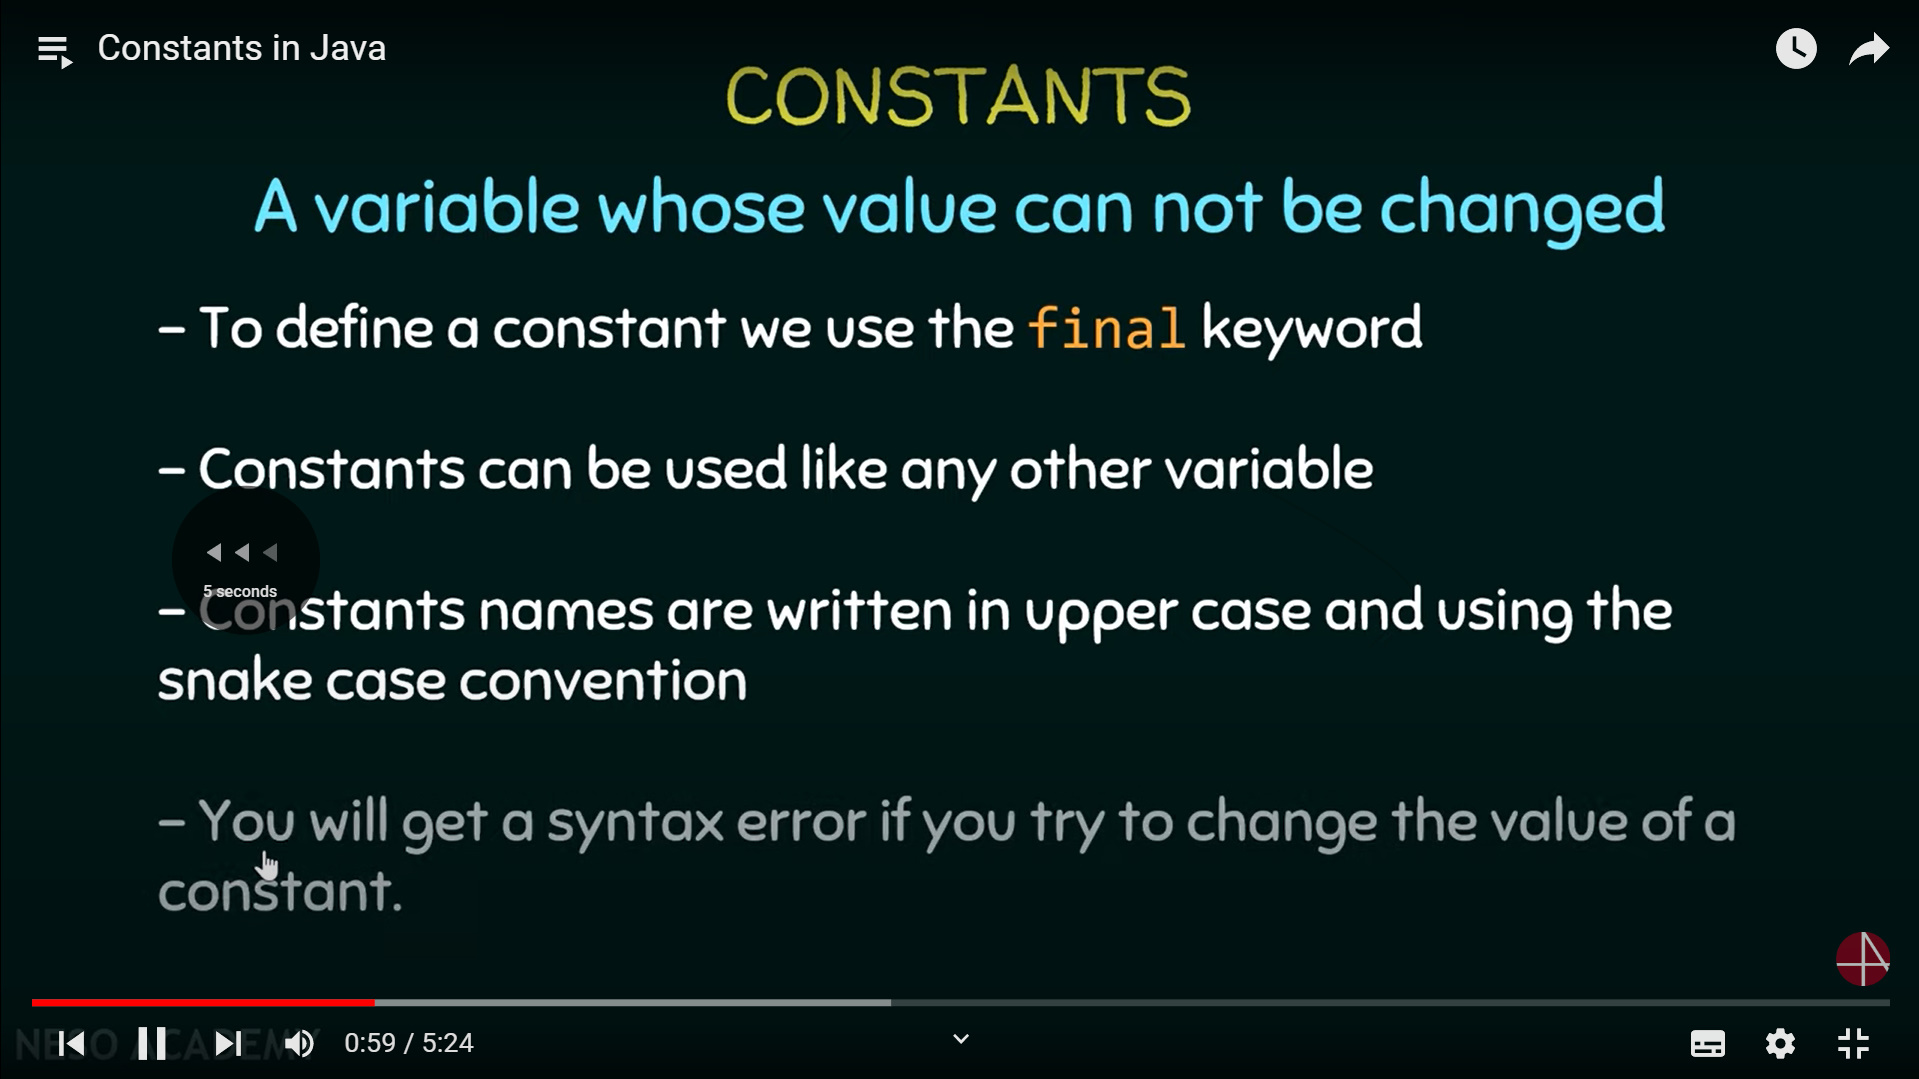 Constants in Java
CONSTANTS
A variable whose value can not be changed
– To define a constant we use the final keyword
– Constants can be used like any other variable
5 seconds
– Constants names are written in upper case and using the
snake case convention
– You will get a syntax error if you try to change the value of a
constant.
NESO ACADEMY
0:59 / 5:24